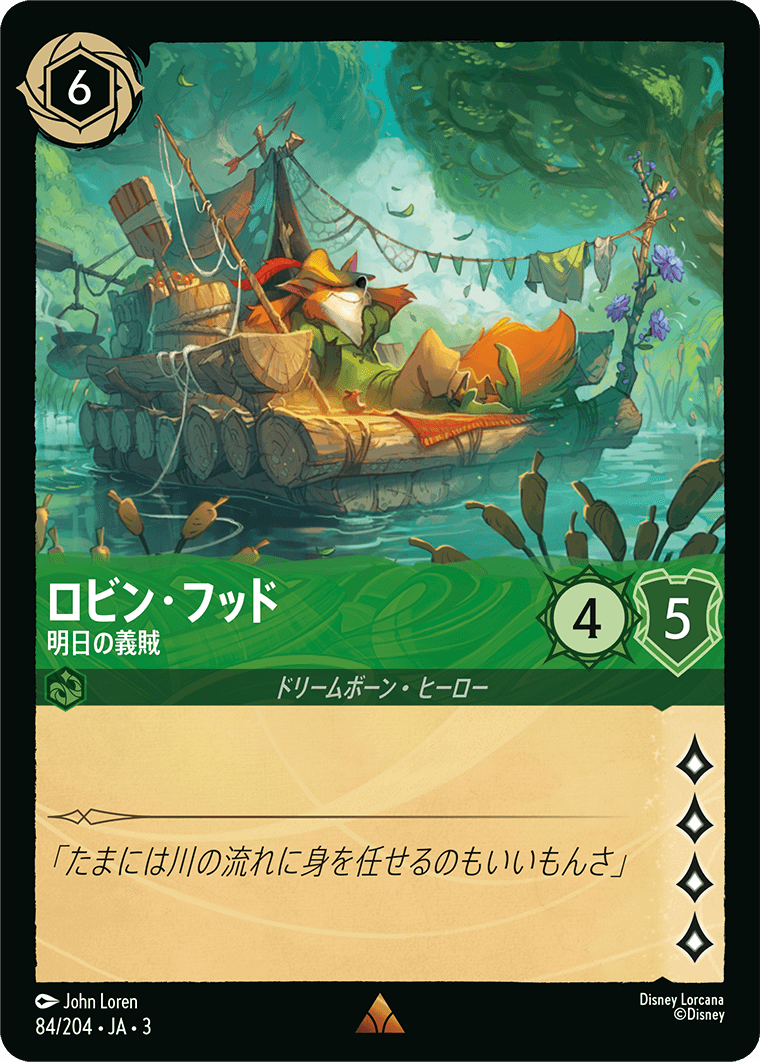 6
ロビン・フッド
明日の義賊
4
5
ドリームボーン・ヒーロー
「たまには川の流れに身を任せるのもいいもんさ」
John Loren
84/204・JA・3
Disney Lorcana
©Disney